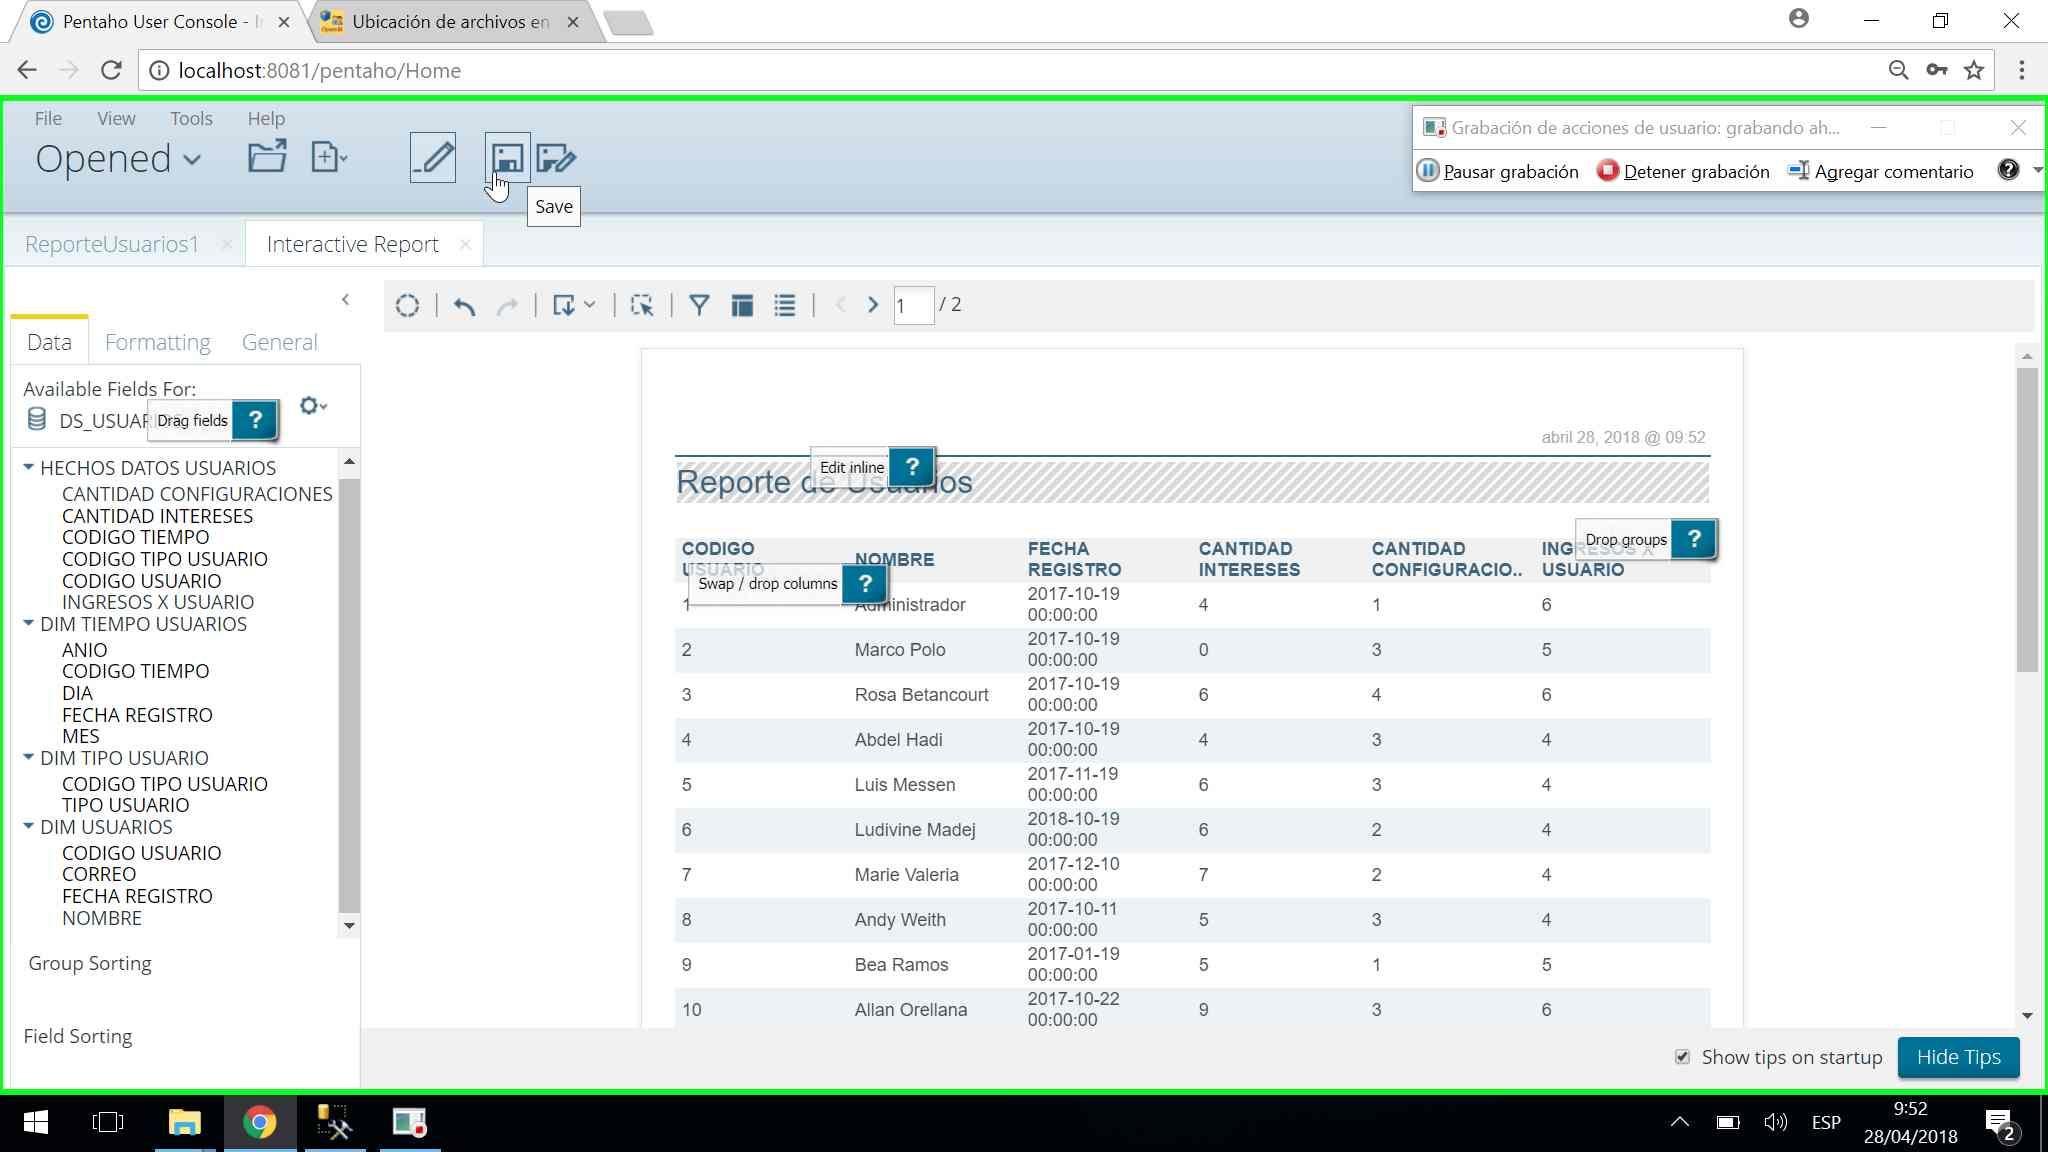 Pentaho User Console - I
Ubicación de archivos en
localhost:8081/pentaho/Home
File View Tools Help
Opened
Save
Grabación de acciones de usuario: grabando ah...
Pausar grabación Detener grabación Agregar comentario
ReporteUsuarios1
Interactive Report
1 / 2
Data Formatting General
Available Fields For:
DS_USUARIOS
Drag fields ?
HECHOS DATOS USUARIOS
CANTIDAD CONFIGURACIONES
CANTIDAD INTERESES
CODIGO TIEMPO
CODIGO TIPO USUARIO
CODIGO USUARIO
INGRESOS X USUARIO
DIM TIEMPO USUARIOS
ANIO
CODIGO TIEMPO
DIA
FECHA REGISTRO
MES
DIM TIPO USUARIO
CODIGO TIPO USUARIO
TIPO USUARIO
DIM USUARIOS
CODIGO USUARIO
CORREO
FECHA REGISTRO
NOMBRE
Group Sorting
Field Sorting
abril 28, 2018 @ 09:52
Edit inline ?
Reporte de Usuarios
Drop groups ?
CODIGO USUARIO NOMBRE FECHA REGISTRO CANTIDAD INTERESES CANTIDAD CONFIGURACIO.. INGRESOS X USUARIO
Swap / drop columns ?
1 Administrador 2017-10-19 00:00:00 4 1 6
2 Marco Polo 2017-10-19 00:00:00 0 3 5
3 Rosa Betancourt 2017-10-19 00:00:00 6 4 6
4 Abdel Hadi 2017-10-19 00:00:00 4 3 4
5 Luis Messen 2017-11-19 00:00:00 6 3 4
6 Ludivine Madej 2018-10-19 00:00:00 6 2 4
7 Marie Valeria 2017-12-10 00:00:00 7 2 4
8 Andy Weith 2017-10-11 00:00:00 5 3 4
9 Bea Ramos 2017-01-19 00:00:00 5 1 5
10 Allan Orellana 2017-10-22 00:00:00 9 3 6
Show tips on startup
Hide Tips
ESP
9:52
28/04/2018
2